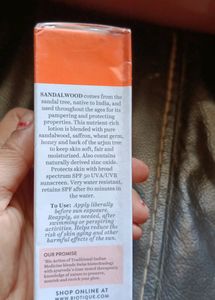 SANDALWOOD comes from the
sandal tree, native to India, and
used throughout the ages for its
pampering and protecting
properties. This nutrient-rich
lotion is blended with pure
sandalwood, saffron, wheat germ,
honey and bark of the arjun tree
to keep skin soft, fair and
moisturized. Also contains
naturally derived zinc oxide.
Protects skin with broad
spectrum SPF 50 UVA/UVB
sunscreen. Very water resistant,
retains SPF after 80 minutes in
the water.
To Use: Apply liberally
before sun exposure.
Reapply, as needed, after
swimming or perspiring
activities. Helps reduce the
risk of skin aging and other
harmful effects of the sun.
OUR PROMISE
SHOP ONLINE AT
WWW.BIOTIQUE.COM